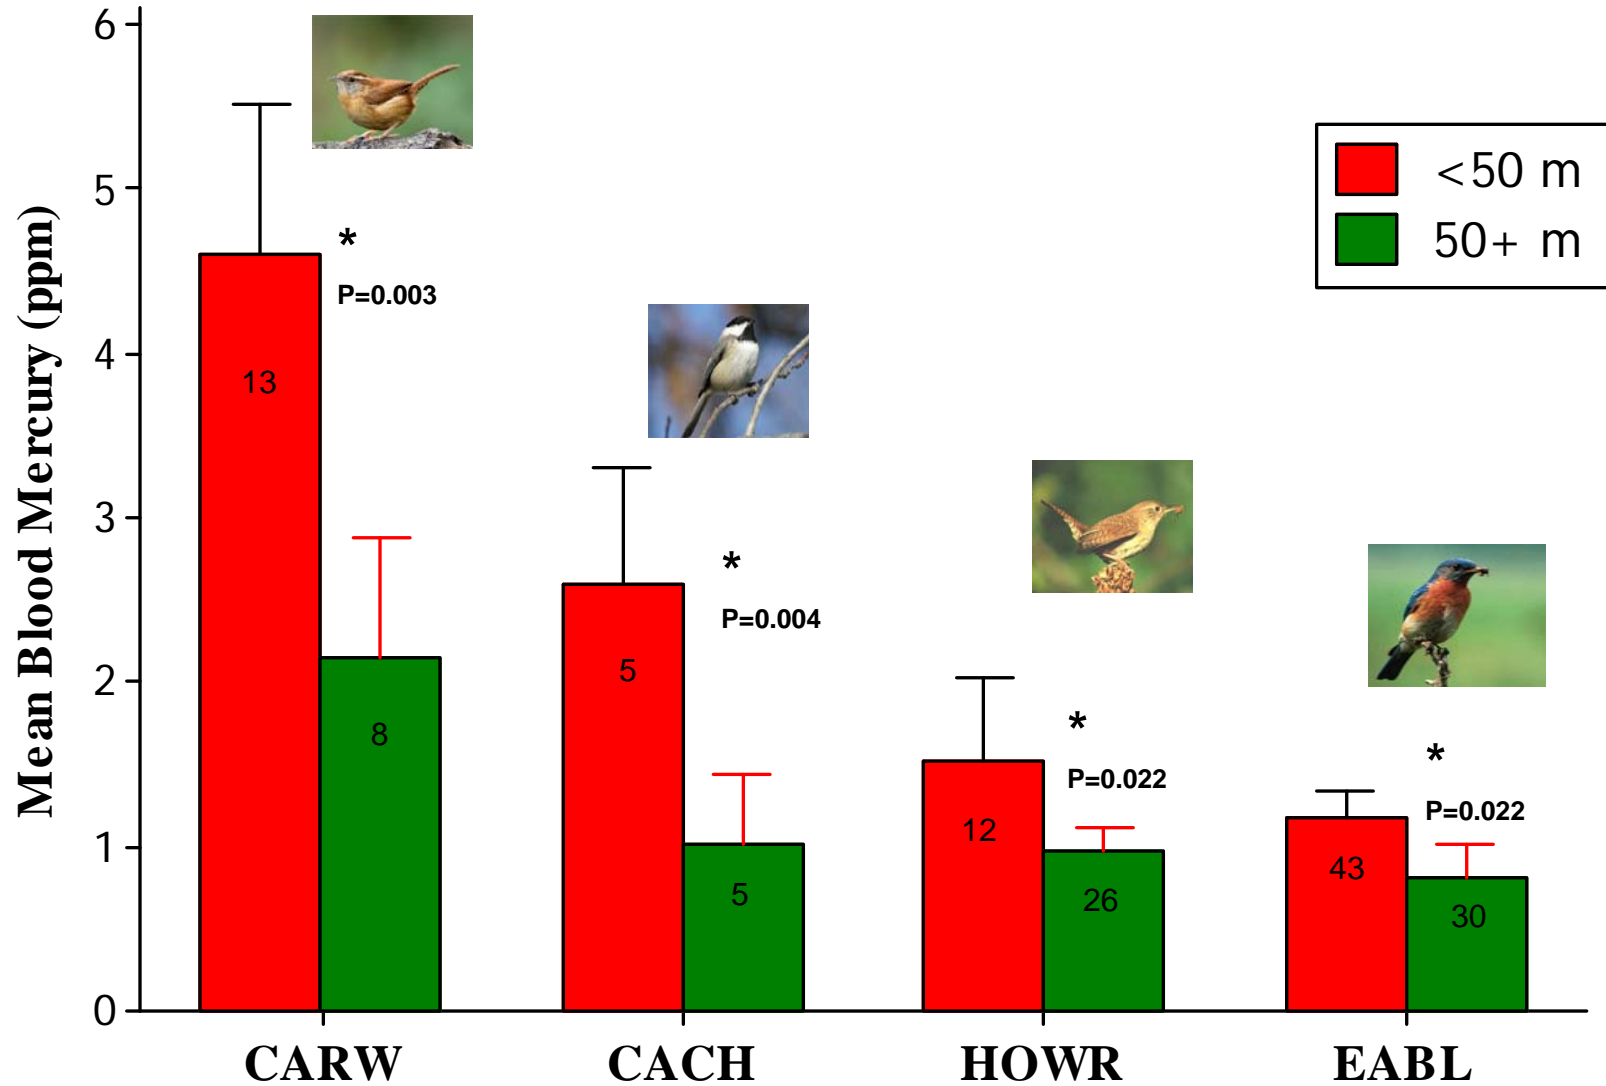 Mean Blood Mercury (ppm)
6
5
4
3
2
1
0
<50 m
50+ m
*
P=0.003
13
8
*
P=0.004
5
5
*
P=0.022
12
26
*
P=0.022
43
30
CARW
CACH
HOWR
EABL